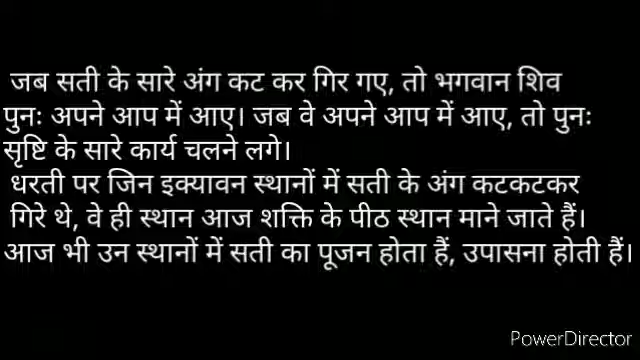 जब सती के सारे अंग कट कर गिर गए, तो भगवान शिव
पुनः अपने आप में आए। जब वे अपने आप में आए, तो पुनः
सृष्टि के सारे कार्य चलने लगे।
धरती पर जिन इक्यावन स्थानों में सती के अंग कटकटकर
गिरे थे, वे ही स्थान आज शक्ति के पीठ स्थान माने जाते हैं।
आज भी उन स्थानों में सती का पूजन होता हैं, उपासना होती हैं।
PowerDirector